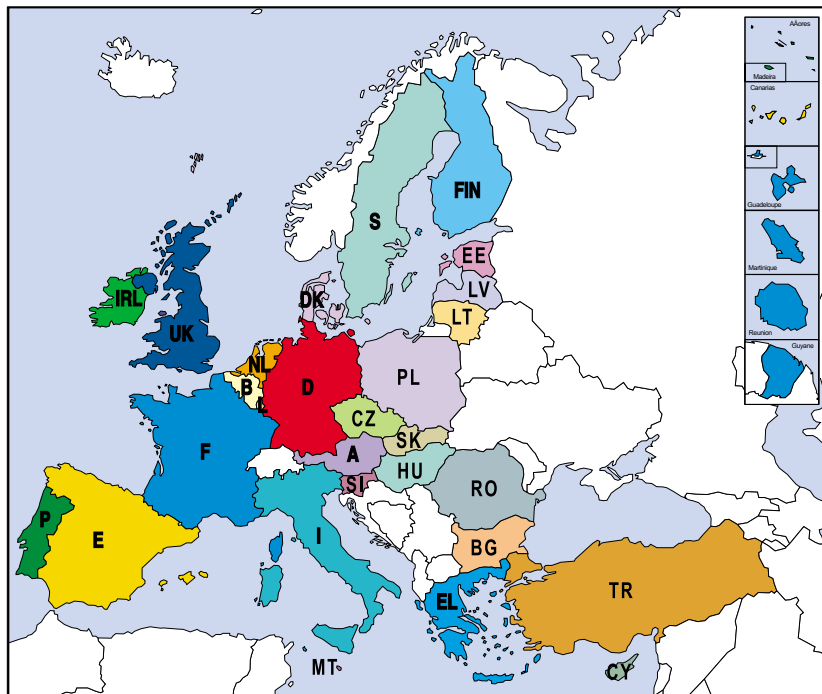 AÄores
Madeira
Canarias
Guadeloupe
Martinique
Reunion
Guyane
FIN
S
EE
LV
LT
DK
IRL
UK
NL
B
L
D
PL
CZ
SK
F
A
HU
SI
RO
P
E
I
BG
EL
TR
MT
CY